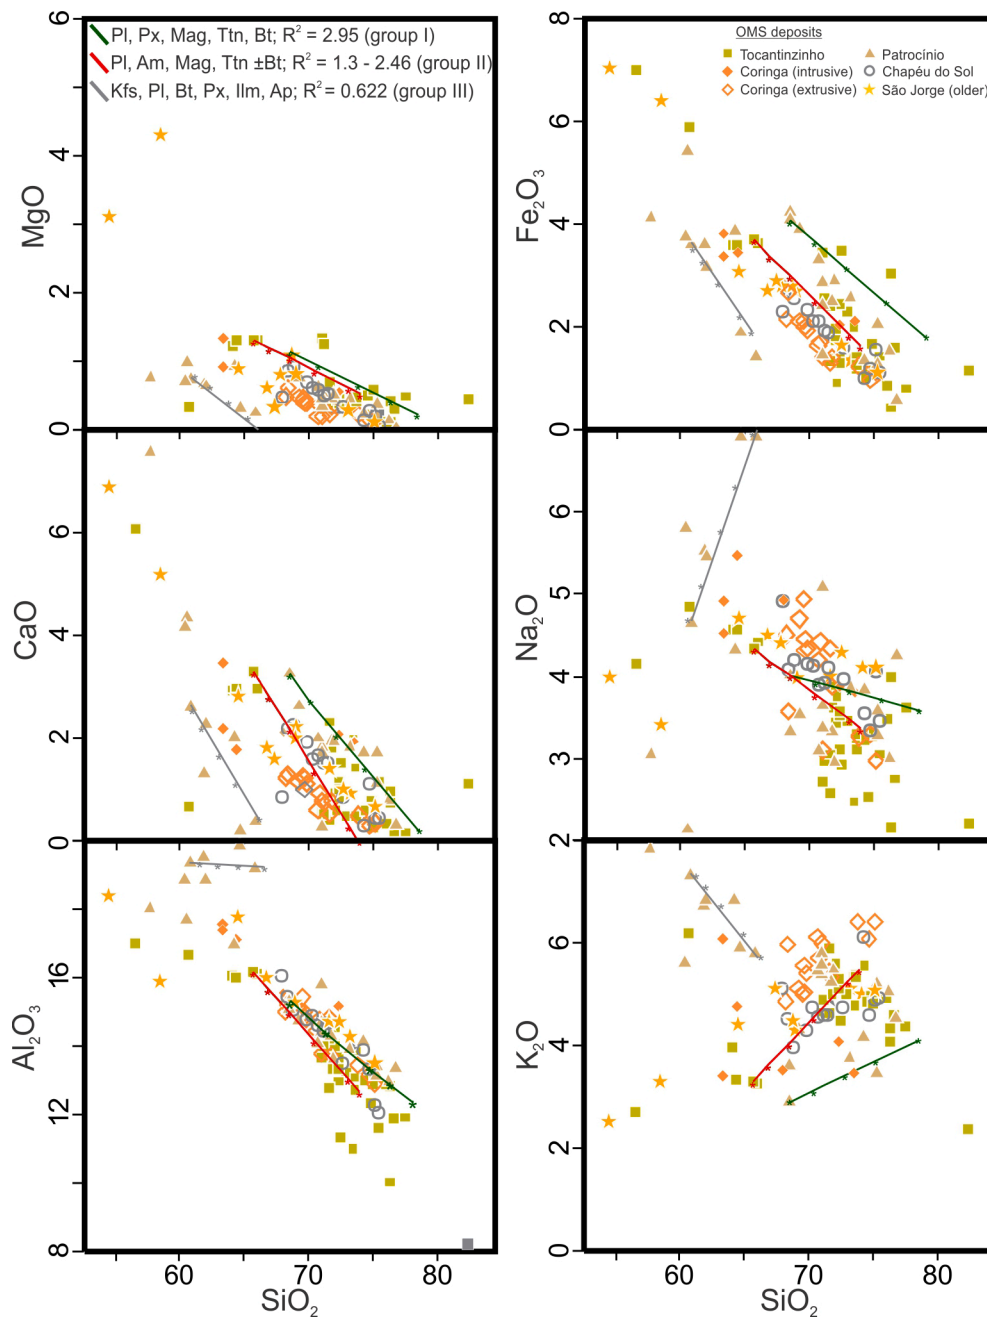 Pl, Px, Mag, Ttn, Bt; R² = 2.95 (group I)
Pl, Am, Mag, Ttn ±Bt; R² = 1.3 - 2.46 (group II)
Kfs, Pl, Bt, Px, Ilm, Ap; R² = 0.622 (group III)
6
4
2
0
MgO
OMS deposits
Tocantinzinho
Coringa (intrusive)
Coringa (extrusive)
Patrocínio
Chapéu do Sol
São Jorge (older)
8
6
4
2
0
Fe₂O₃
6
4
2
0
CaO
6
5
4
3
2
Na₂O
16
12
8
Al₂O₃
60
70
80
SiO₂
6
4
2
0
K₂O
60
70
80
SiO₂